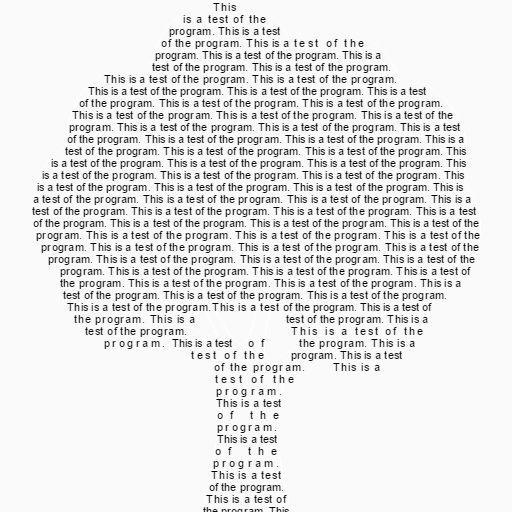 This
is a test of the
program. This is a test
of the program. This is a test of the
program. This is a test of the program. This is a
test of the program. This is a test of the program.
This is a test of the program. This is a test of the program.
This is a test of the program. This is a test of the program. This is a test
of the program. This is a test of the program. This is a test of the program.
This is a test of the program. This is a test of the program. This is a test of the
program. This is a test of the program. This is a test of the program. This is a test
of the program. This is a test of the program. This is a test of the program. This is a
test of the program. This is a test of the program. This is a test of the program. This
is a test of the program. This is a test of the program. This is a test of the program. This
is a test of the program. This is a test of the program. This is a test of the program. This
is a test of the program. This is a test of the program. This is a test of the program. This is
a test of the program. This is a test of the program. This is a test of the program. This is a
test of the program. This is a test of the program. This is a test of the program. This is a test
of the program. This is a test of the program. This is a test of the program. This is a test of the
program. This is a test of the program. This is a test of the program. This is a test of the
program. This is a test of the program. This is a test of the program. This is a test of the
program. This is a test of the program. This is a test of the program. This is a test of the
program. This is a test of the program. This is a test of the program. This is a test of
the program. This is a test of the program. This is a test of the program. This is a
test of the program. This is a test of the program. This is a test of the program.
This is a test of the program. This is a test of the program. This is a test of
the program. This is a test of the program. This is a
test of the program. This is a test of the
program. This is a test of the program. This is a
test of the program. This is a test
of the program. This is a
test of the
program.
This is a test
of the
program.
This is a test
of the
program.
This is a test
of the program.
This is a test of
the program. This